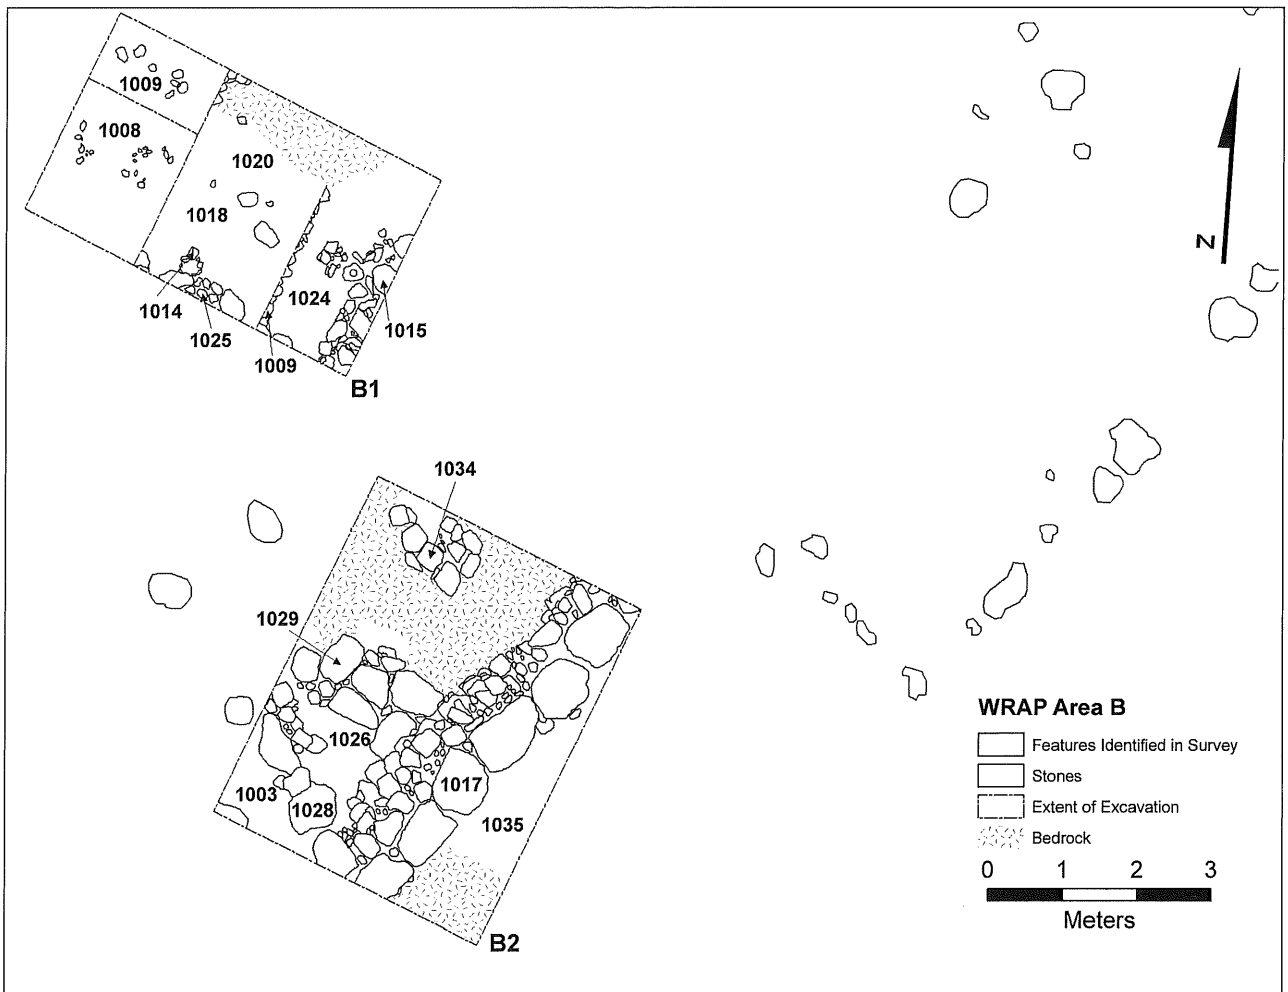 1009
1008
1020
1018
1024
1014
1025
1009
1015
B1
N
1034
1029
1026
1003
1028
1017
1035
B2
WRAP Area B
Features Identified in Survey
Stones
Extent of Excavation
Bedrock
0 1 2 3
Meters